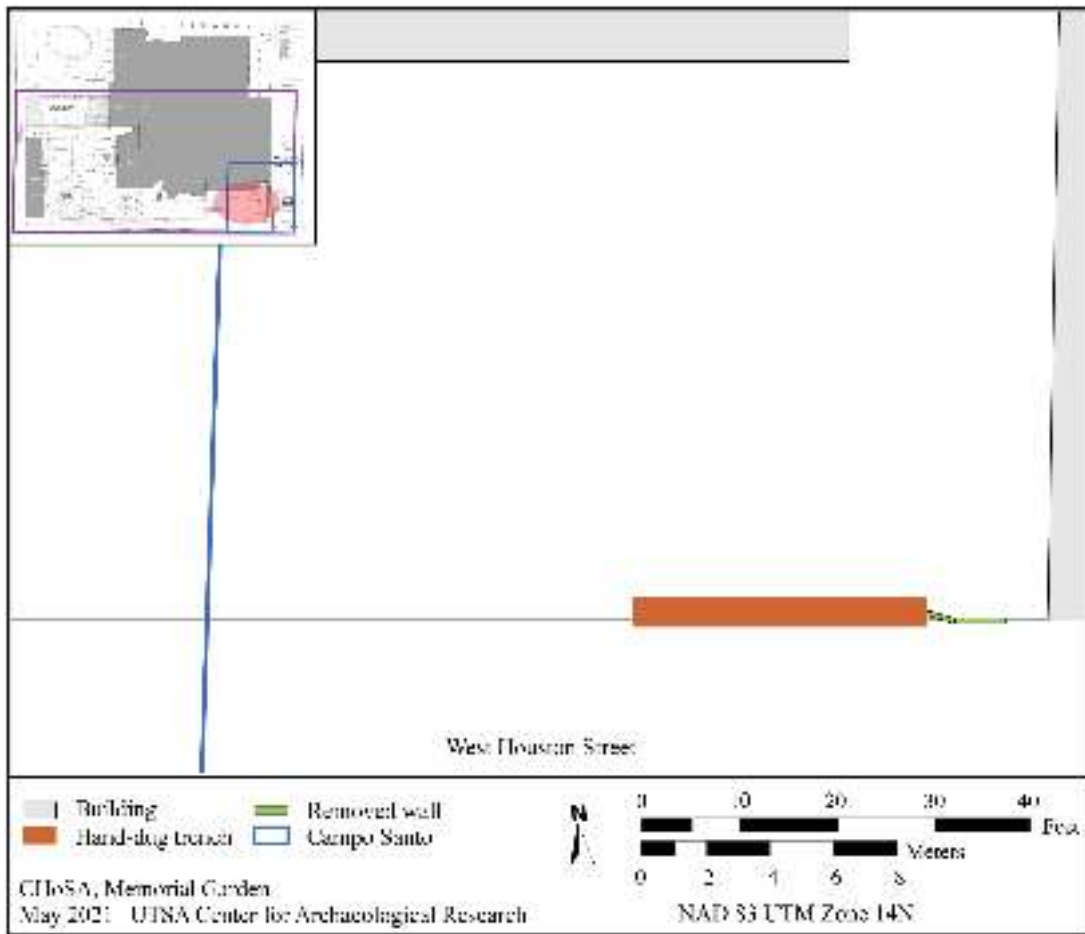 West Houston Street
Building
Hand-dug trench
Removed wall
Campo Santo
N
0 10 20 30 40
Feet
Meters
0 2 4 6 8
CHoSA, Memorial Garden
May 2021 UTSA Center for Archaeological Research
NAD 83 UTM Zone 14N